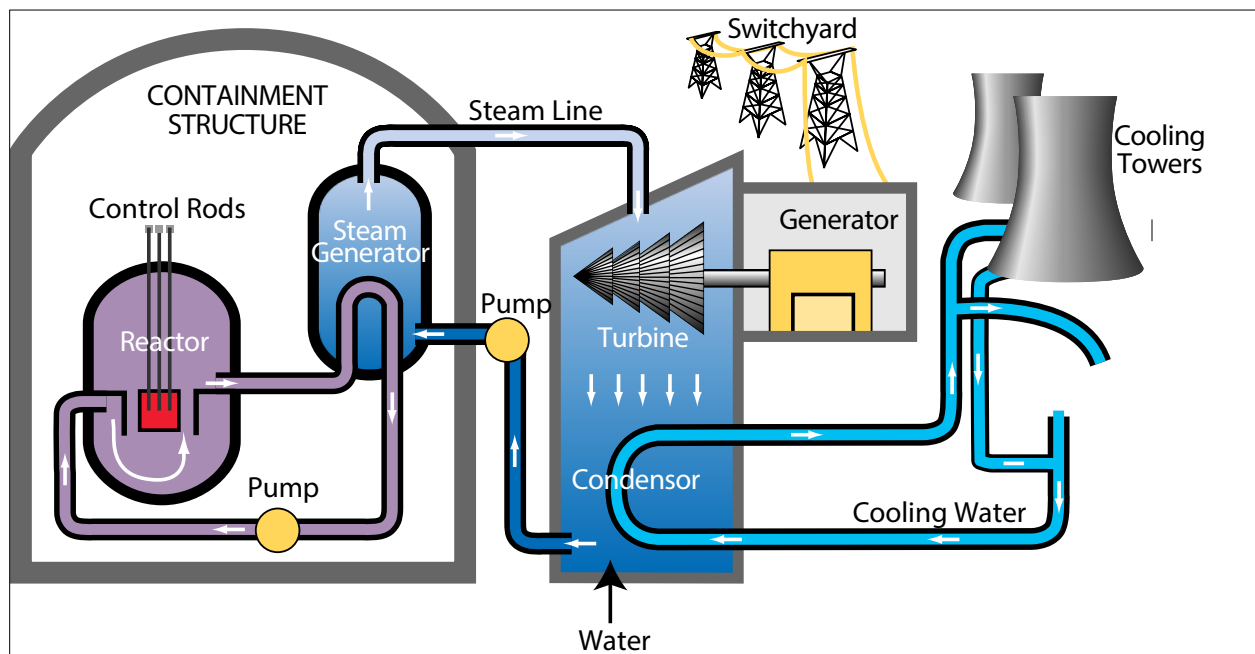 Switchyard
CONTAINMENT
STRUCTURE
Steam Line
Cooling
Towers
Control Rods
Steam
Generator
Generator
Pump
Reactor
Turbine
Condensor
Pump
Cooling Water
Water